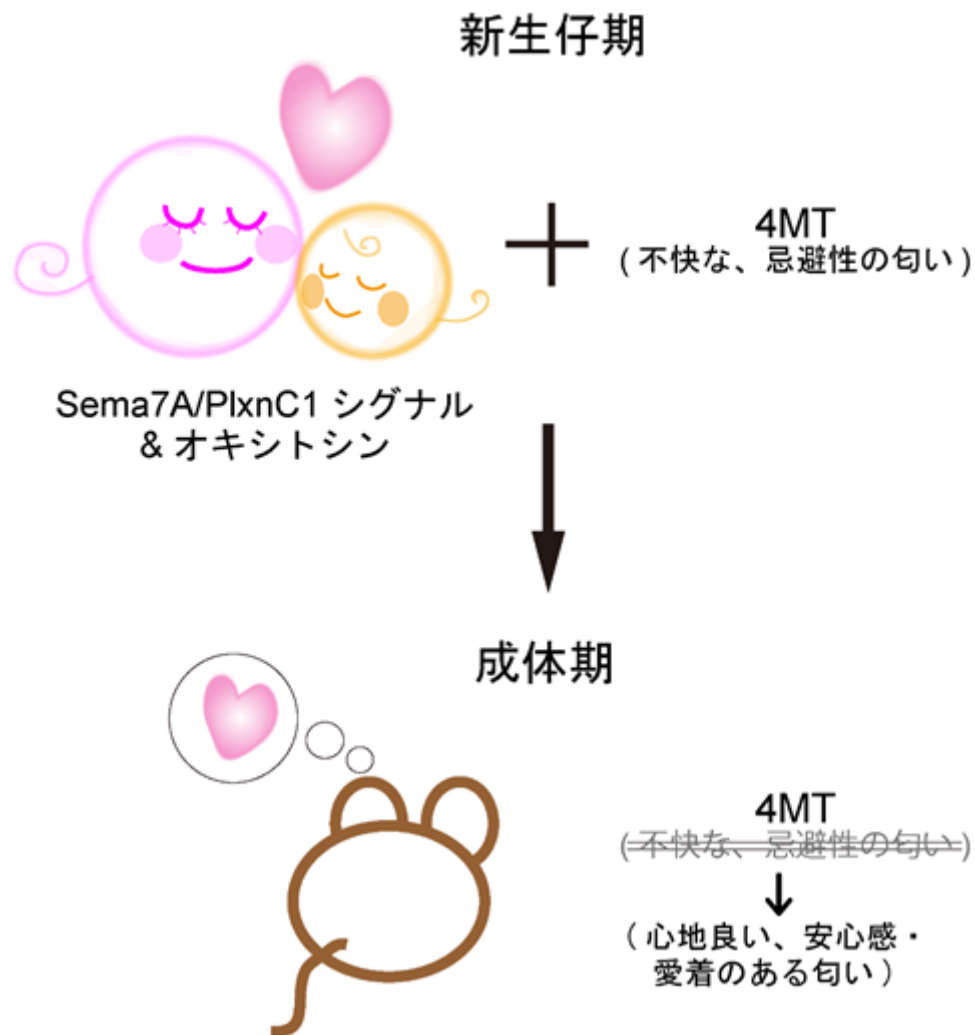 新生仔期
4MT
( 不快な、忌避性の匂い )
Sema7A/PlxnC1 シグナル
& オキシトシン
成体期
4MT
( 不快な、忌避性の匂い )
( 心地良い、安心感・
愛着のある匂い )